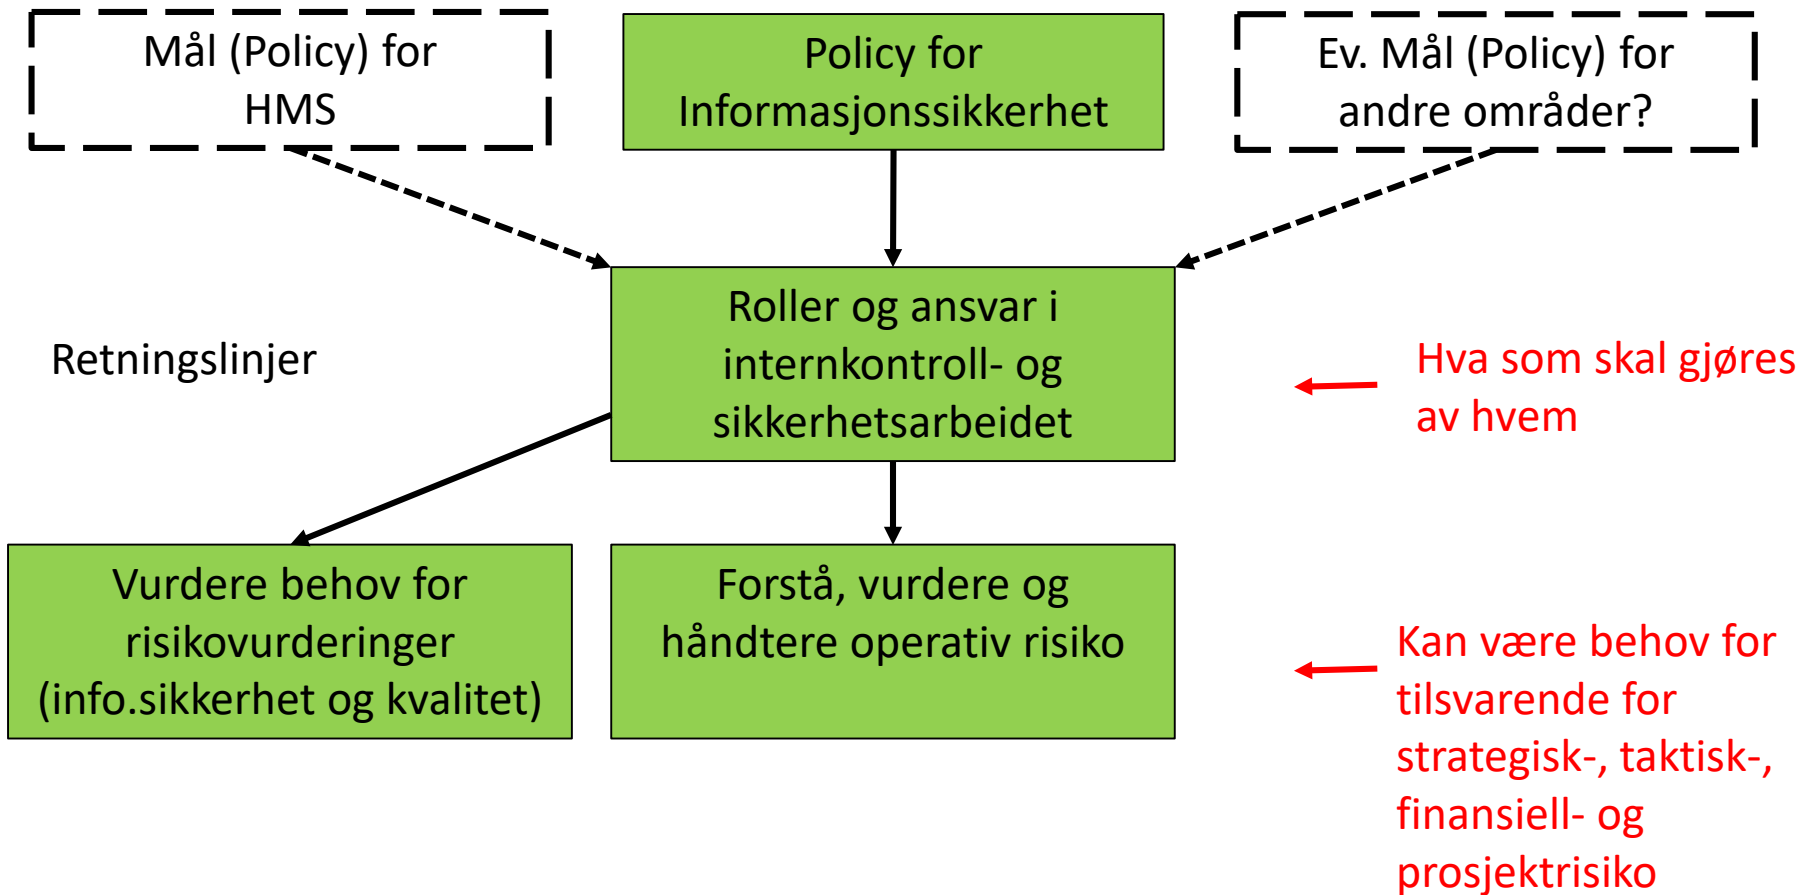 Mål (Policy) for
HMS
Policy for
Informasjonssikkerhet
Ev. Mål (Policy) for
andre områder?
Retningslinjer
Roller og ansvar i
internkontroll- og
sikkerhetsarbeidet
Hva som skal gjøres
av hvem
Vurdere behov for
risikovurderinger
(info.sikkerhet og kvalitet)
Forstå, vurdere og
håndtere operativ risiko
Kan være behov for
tilsvarende for
strategisk-, taktisk-,
finansiell- og
prosjektrisiko